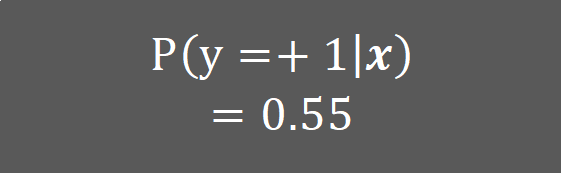 P(y =+ 1|x)
= 0.55